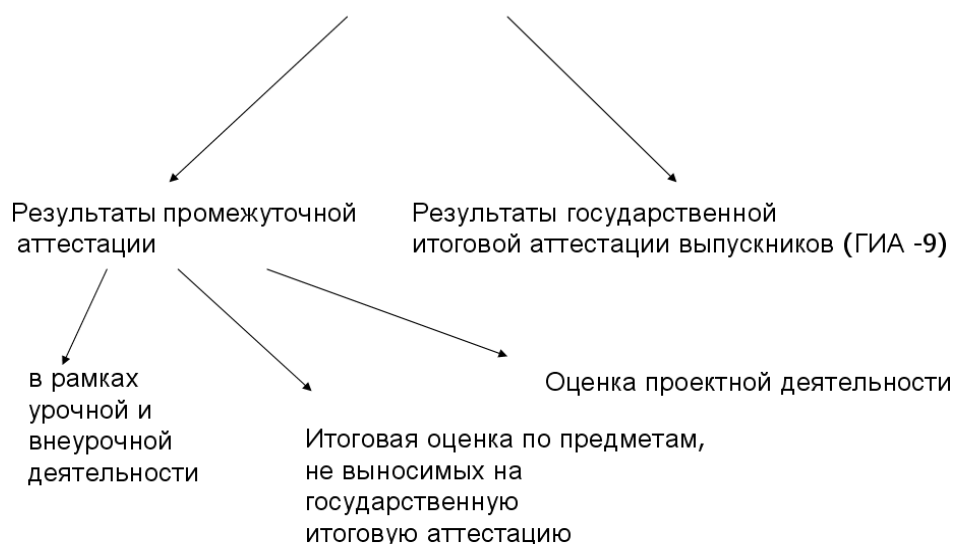 Результаты промежуточной
аттестации
Результаты государственной
итоговой аттестации выпускников (ГИА -9)
в рамках
урочной и
внеурочной
деятельности
Итоговая оценка по предметам,
не выносимых на
государственную
итоговую аттестацию
Оценка проектной деятельности